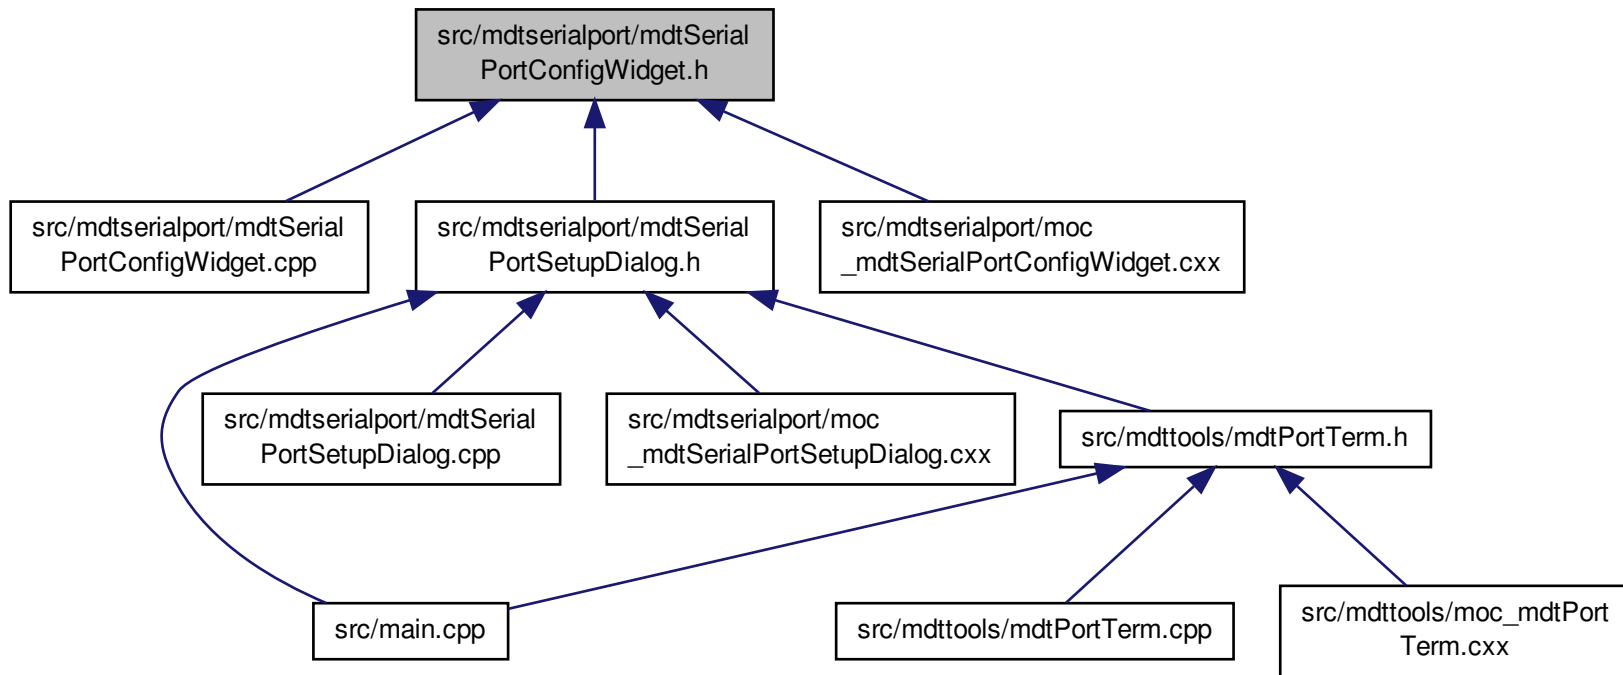 src/mdtserialport/mdtSerial
PortConfigWidget.h
src/mdtserialport/mdtSerial
PortConfigWidget.cpp
src/mdtserialport/mdtSerial
PortSetupDialog.h
src/mdtserialport/moc
_mdtSerialPortConfigWidget.cxx
src/mdtserialport/mdtSerial
PortSetupDialog.cpp
src/mdtserialport/moc
_mdtSerialPortSetupDialog.cxx
src/mdttools/mdtPortTerm.h
src/main.cpp
src/mdttools/mdtPortTerm.cpp
src/mdttools/moc_mdtPort
Term.cxx